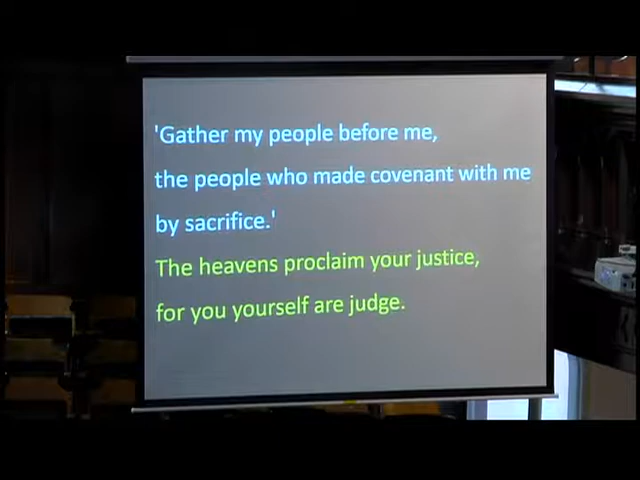 'Gather my people before me,
the people who made covenant with me
by sacrifice.'
The heavens proclaim your justice,
for you yourself are judge.